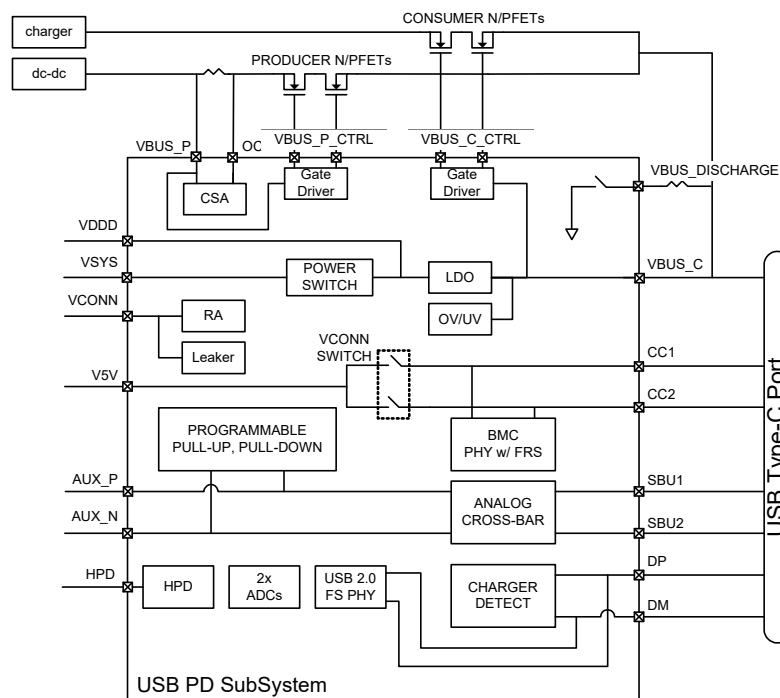 CONSUMER N/PFETs
charger
PRODUCER N/PFETs
dc-dc
VBUS_P_CTRL
VBUS_C_CTRL
VBUS_P
OC
Gate
Driver
Gate
Driver
VBUS_DISCHARGE
CSA
VDDD
VSYS
POWER
SWITCH
LDO
VBUS_C
VCONN
RA
OV/UV
Leaker
VCONN
SWITCH
CC1
V5V
CC2
PROGRAMMABLE
PULL-UP, PULL-DOWN
BMC
PHY w/ FRS
AUX_P
SBU1
ANALOG
CROSS-BAR
AUX_N
SBU2
HPD
HPD
2x
ADCs
USB 2.0
FS PHY
CHARGER
DETECT
DP
DM
USB Type-C Port
USB PD SubSystem